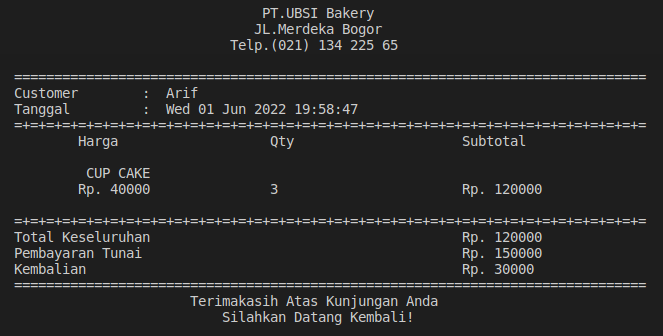 PT.UBSI Bakery
JL.Merdeka Bogor
Telp.(021) 134 225 65
===============================================================================
Customer : Arif
Tanggal : Wed 01 Jun 2022 19:58:47
=+=+=+=+=+=+=+=+=+=+=+=+=+=+=+=+=+=+=+=+=+=+=+=+=+=+=+=+=+=+=+=+=+=+=+=+=+=+=+=
Harga Qty Subtotal
CUP CAKE
Rp. 40000 3 Rp. 120000
=+=+=+=+=+=+=+=+=+=+=+=+=+=+=+=+=+=+=+=+=+=+=+=+=+=+=+=+=+=+=+=+=+=+=+=+=+=+=+=
Total Keseluruhan Rp. 120000
Pembayaran Tunai Rp. 150000
Kembalian Rp. 30000
===============================================================================
Terimakasih Atas Kunjungan Anda
Silahkan Datang Kembali!